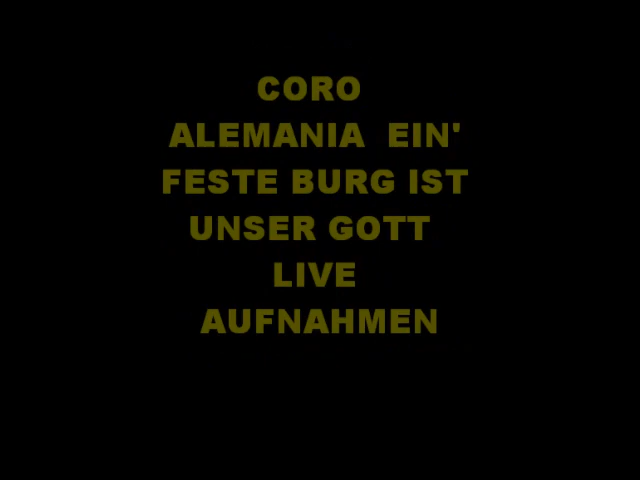 CORO
ALEMANIA EIN'
FESTE BURG IST
UNSER GOTT
LIVE
AUFNAHMEN